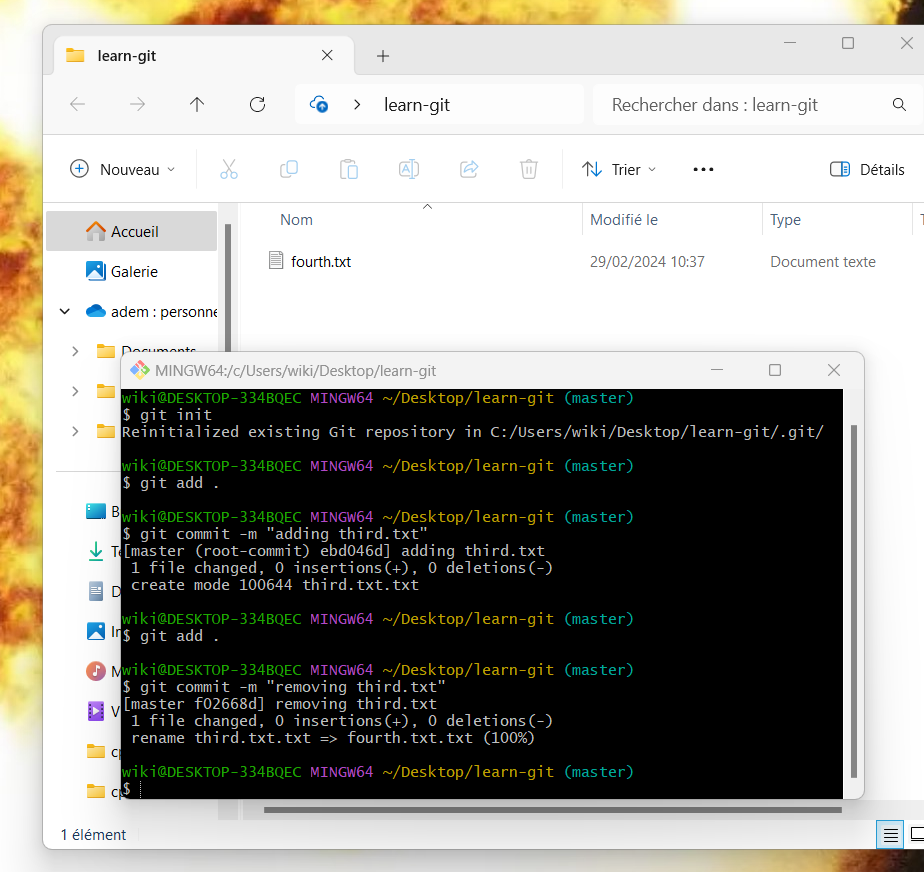 learn-git
learn-git
Rechercher dans : learn-git
Nouveau
Trier
Détails
Nom
Modifié le
Type
Accueil
fourth.txt
29/02/2024 10:37
Document texte
Galerie
adem : personne
Documents
MINGW64:/c/Users/wiki/Desktop/learn-git
wiki@DESKTOP-334BQEC MINGW64 ~/Desktop/learn-git (master)
$ git init
Reinitialized existing Git repository in C:/Users/wiki/Desktop/learn-git/.git/
wiki@DESKTOP-334BQEC MINGW64 ~/Desktop/learn-git (master)
$ git add .
wiki@DESKTOP-334BQEC MINGW64 ~/Desktop/learn-git (master)
$ git commit -m "adding third.txt"
[master (root-commit) ebd046d] adding third.txt
1 file changed, 0 insertions(+), 0 deletions(-)
create mode 100644 third.txt.txt
wiki@DESKTOP-334BQEC MINGW64 ~/Desktop/learn-git (master)
$ git add .
wiki@DESKTOP-334BQEC MINGW64 ~/Desktop/learn-git (master)
$ git commit -m "removing third.txt"
[master f02668d] removing third.txt
1 file changed, 0 insertions(+), 0 deletions(-)
rename third.txt.txt => fourth.txt.txt (100%)
wiki@DESKTOP-334BQEC MINGW64 ~/Desktop/learn-git (master)
$
1 élément